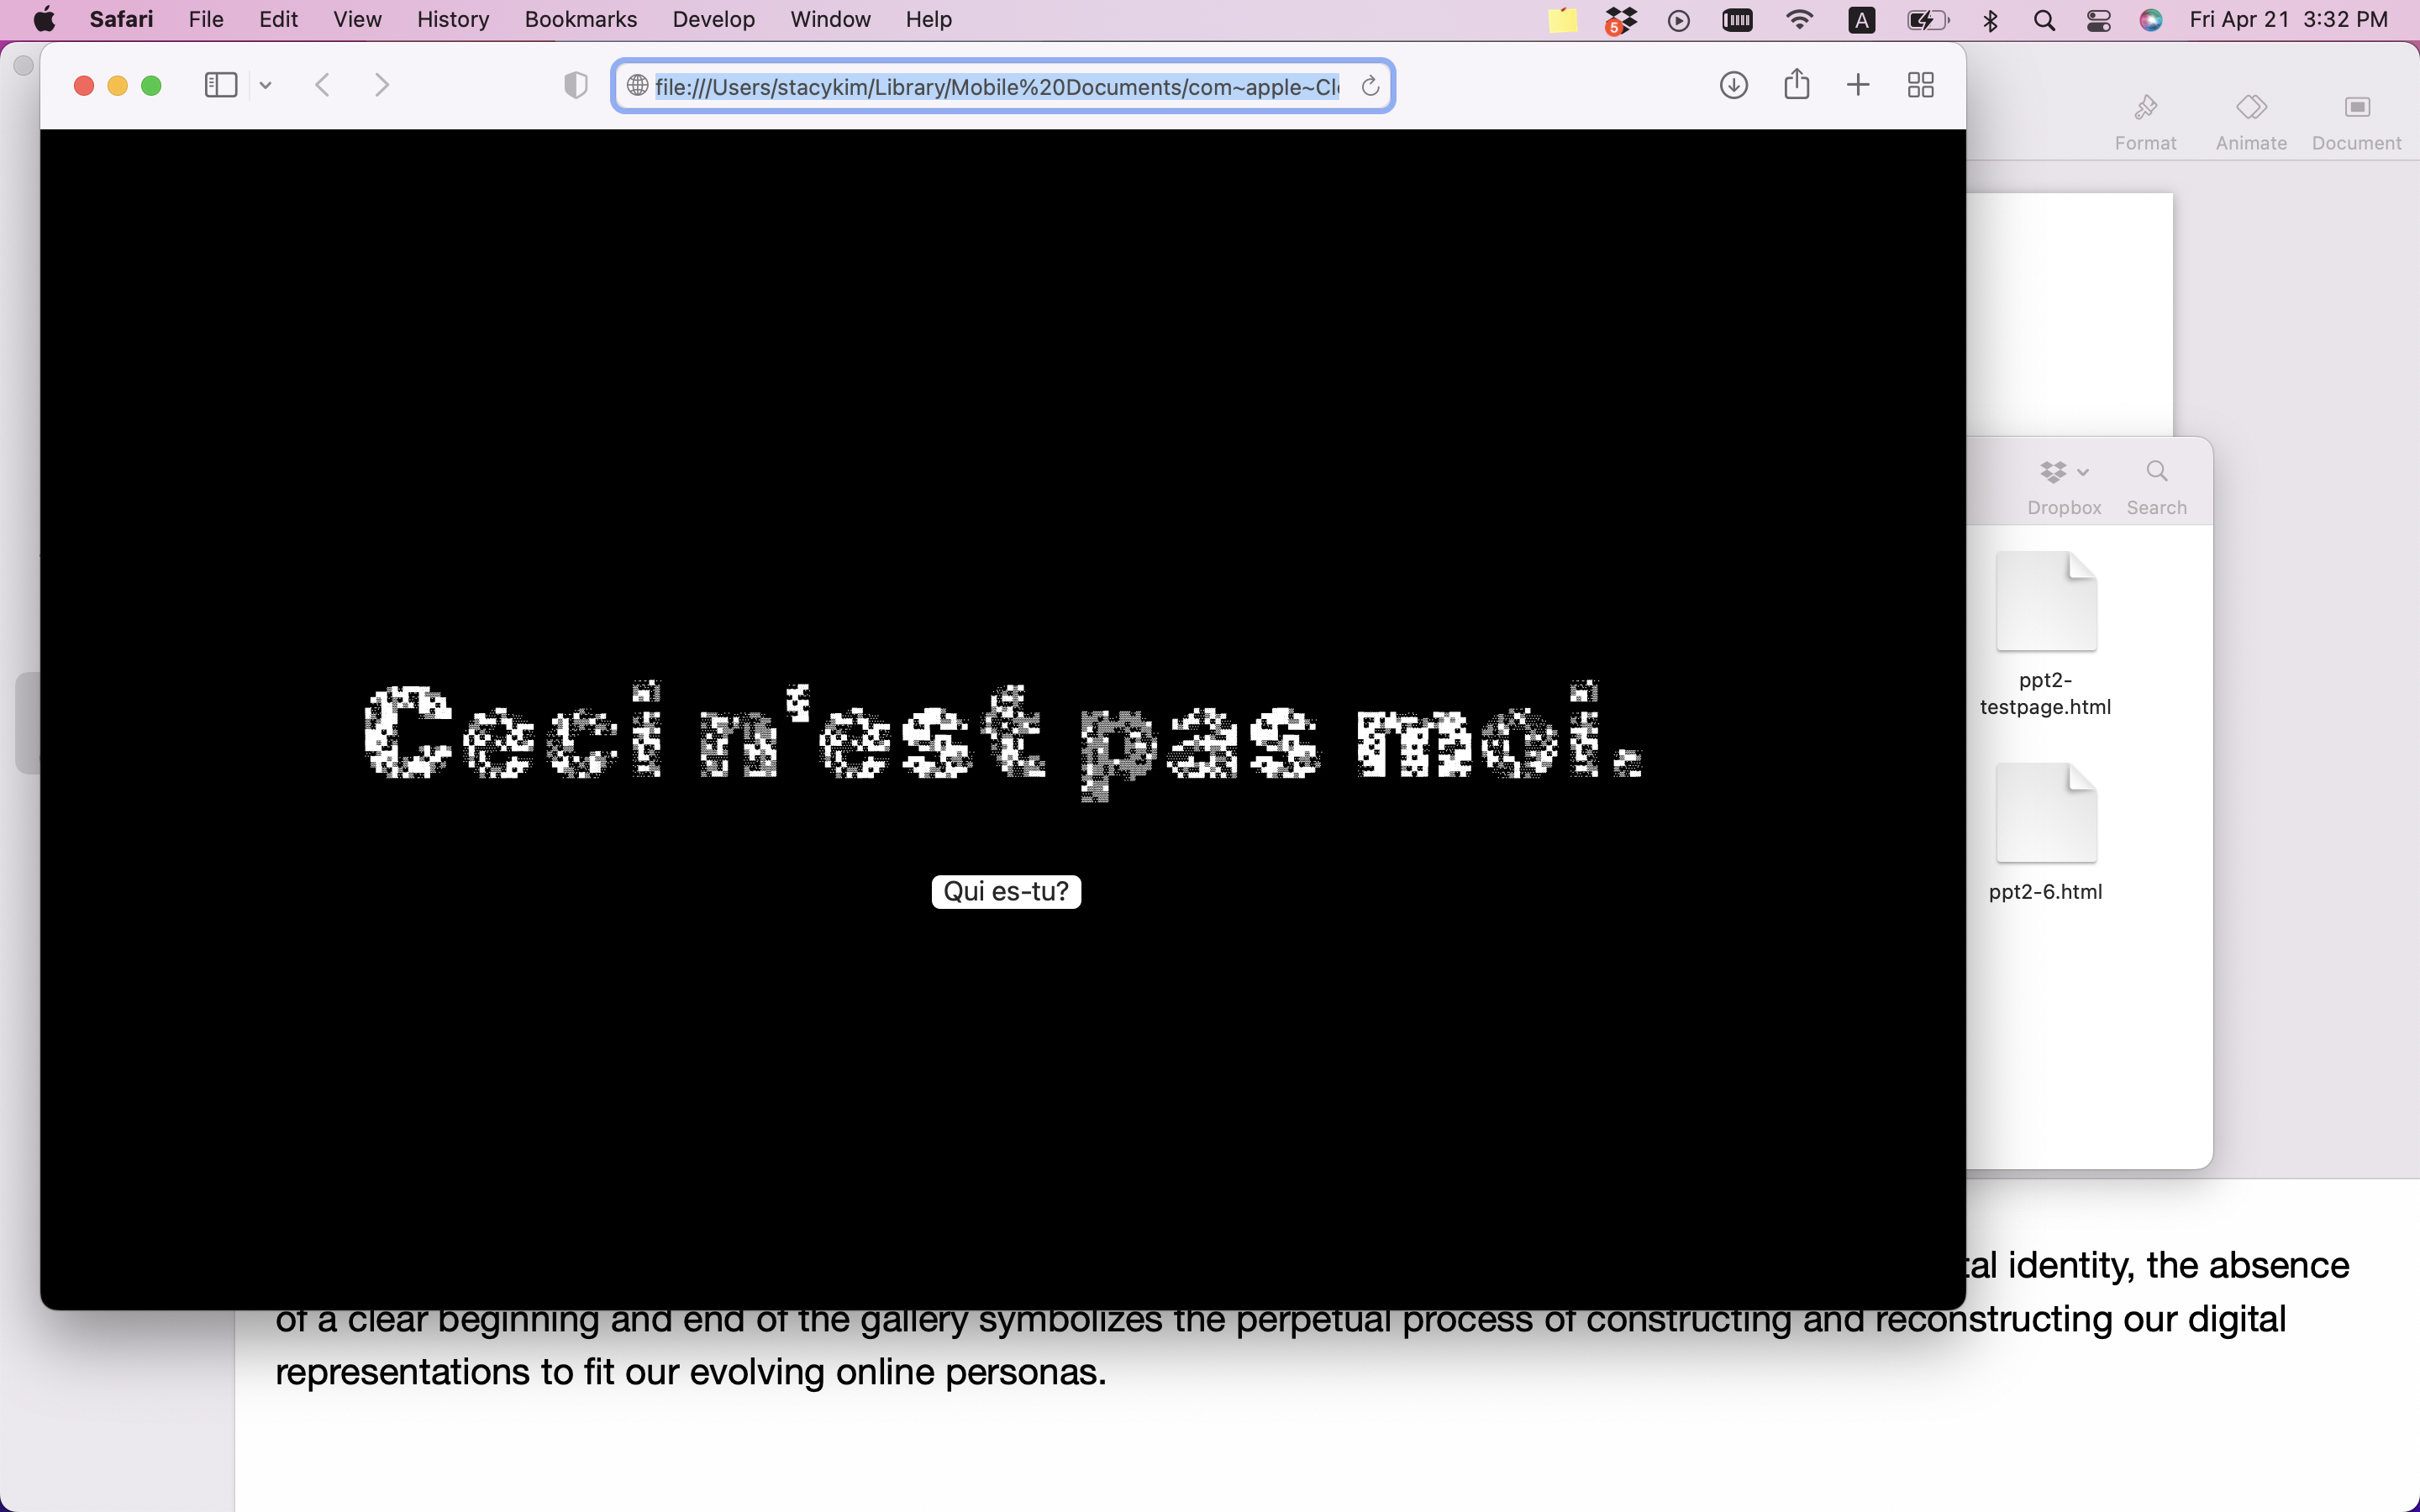 Safari File Edit View History Bookmarks Develop Window Help 5 A Fri Apr 21 3:32 PM
file:///Users/stacykim/Library/Mobile%20Documents/com~apple~Cl
Format Animate Document
Dropbox Search
ppt2-
testpage.html
Ceci n'est pas moi.
Qui es-tu?
ppt2-6.html
tal identity, the absence
of a clear beginning and end of the gallery symbolizes the perpetual process of constructing and reconstructing our digital
representations to fit our evolving online personas.